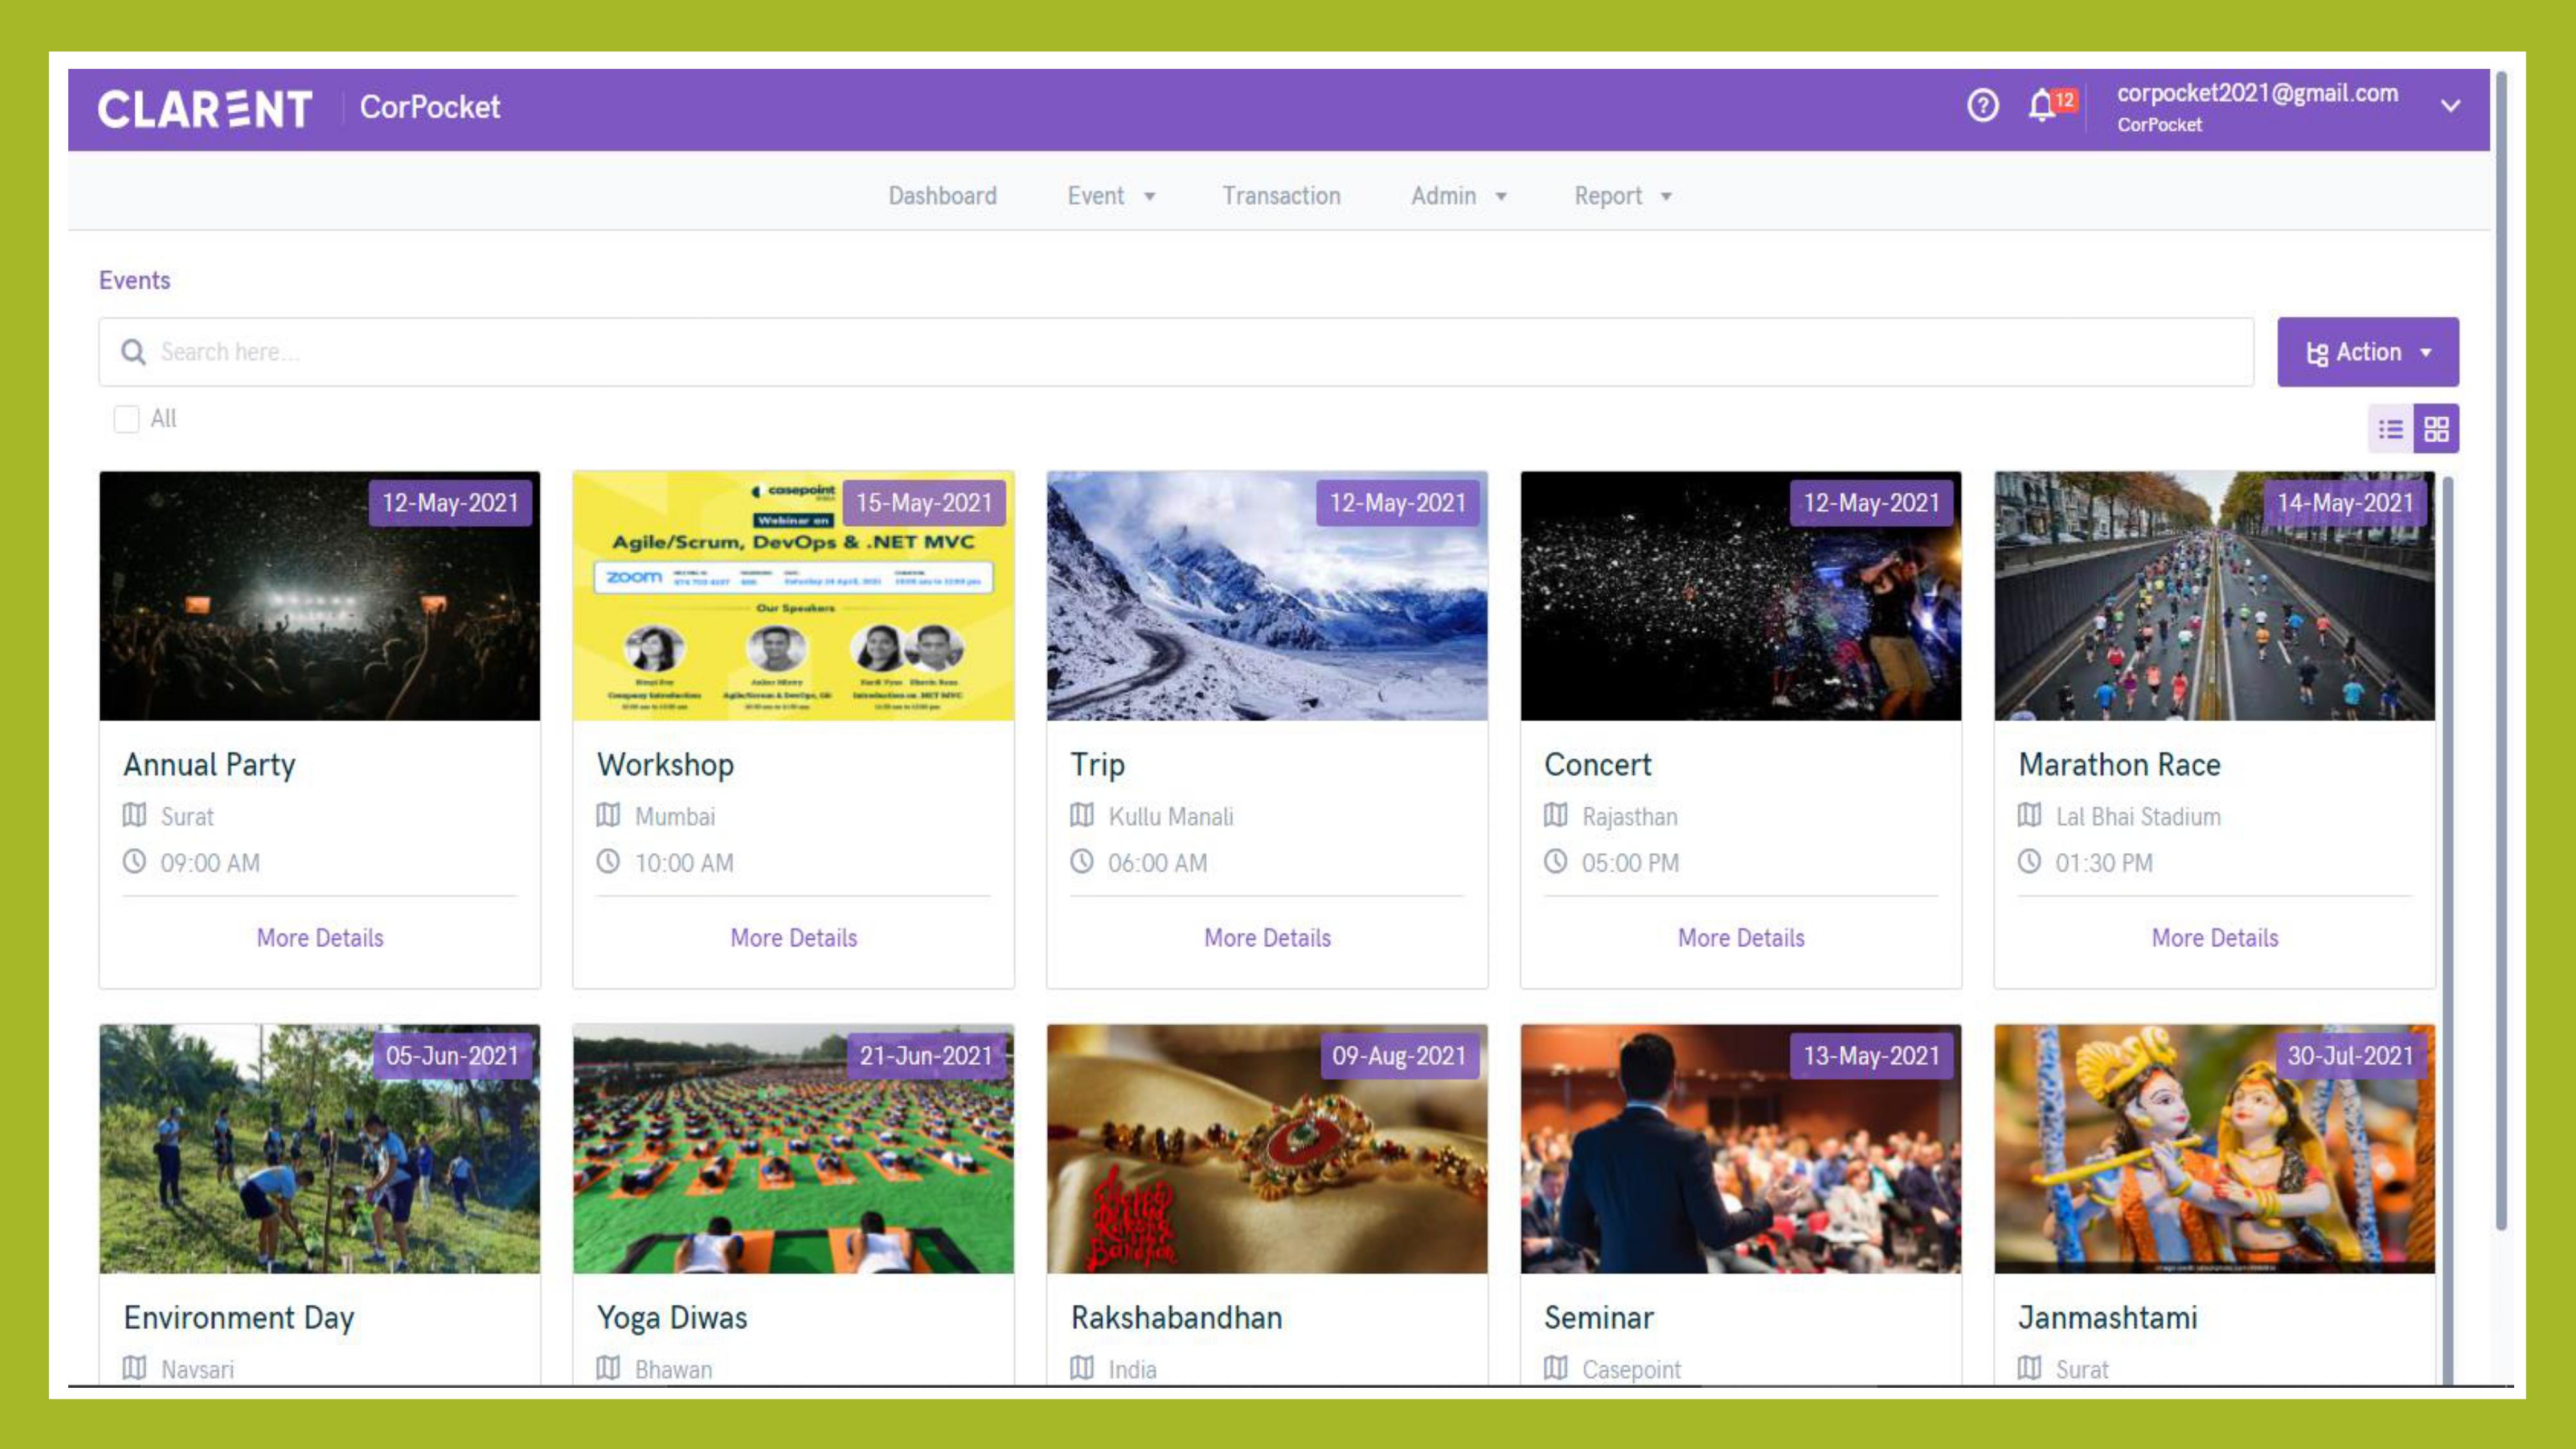 CLARENT CorPocket
12
corpocket2021@gmail.com
CorPocket
Dashboard Event Transaction Admin Report
Events
Search here...
Action
All
12-May-2021
casepoint
15-May-2021
Webinar on
Agile/Scrum, DevOps & .NET MVC
zoom
Our Speakers
12-May-2021
12-May-2021
14-May-2021
Annual Party
Surat
09:00 AM
More Details
Workshop
Mumbai
10:00 AM
More Details
Trip
Kullu Manali
06:00 AM
More Details
Concert
Rajasthan
05:00 PM
More Details
Marathon Race
Lal Bhai Stadium
01:30 PM
More Details
05-Jun-2021
Environment Day
Navsari
21-Jun-2021
Yoga Diwas
Bhawan
09-Aug-2021
Happy
Raksha
Bandhan
Rakshabandhan
India
13-May-2021
Seminar
Casepoint
30-Jul-2021
Janmashtami
Surat